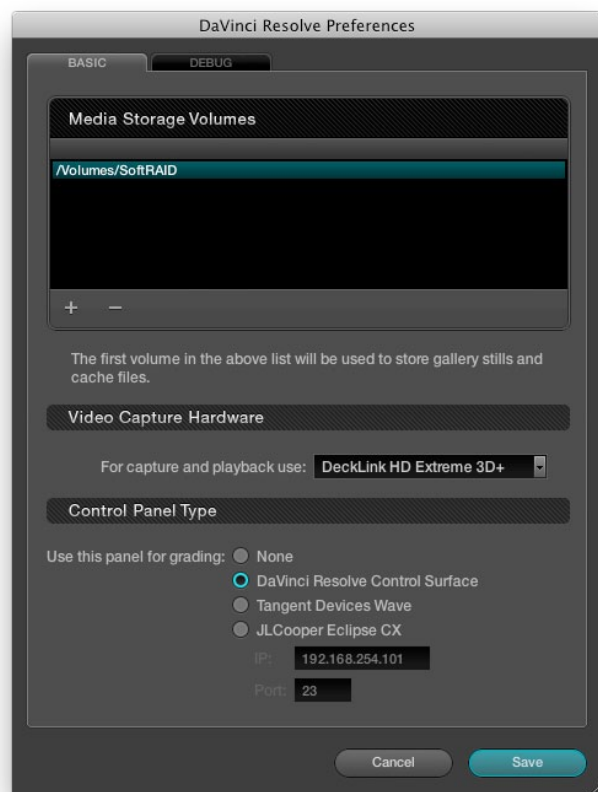 DaVinci Resolve Preferences
BASIC DEBUG
Media Storage Volumes
/Volumes/SoftRAID
+ −
The first volume in the above list will be used to store gallery stills and
cache files.
Video Capture Hardware
For capture and playback use: DeckLink HD Extreme 3D+
Control Panel Type
Use this panel for grading: None
DaVinci Resolve Control Surface
Tangent Devices Wave
JLCooper Eclipse CX
IP: 192.168.254.101
Port: 23
Cancel Save